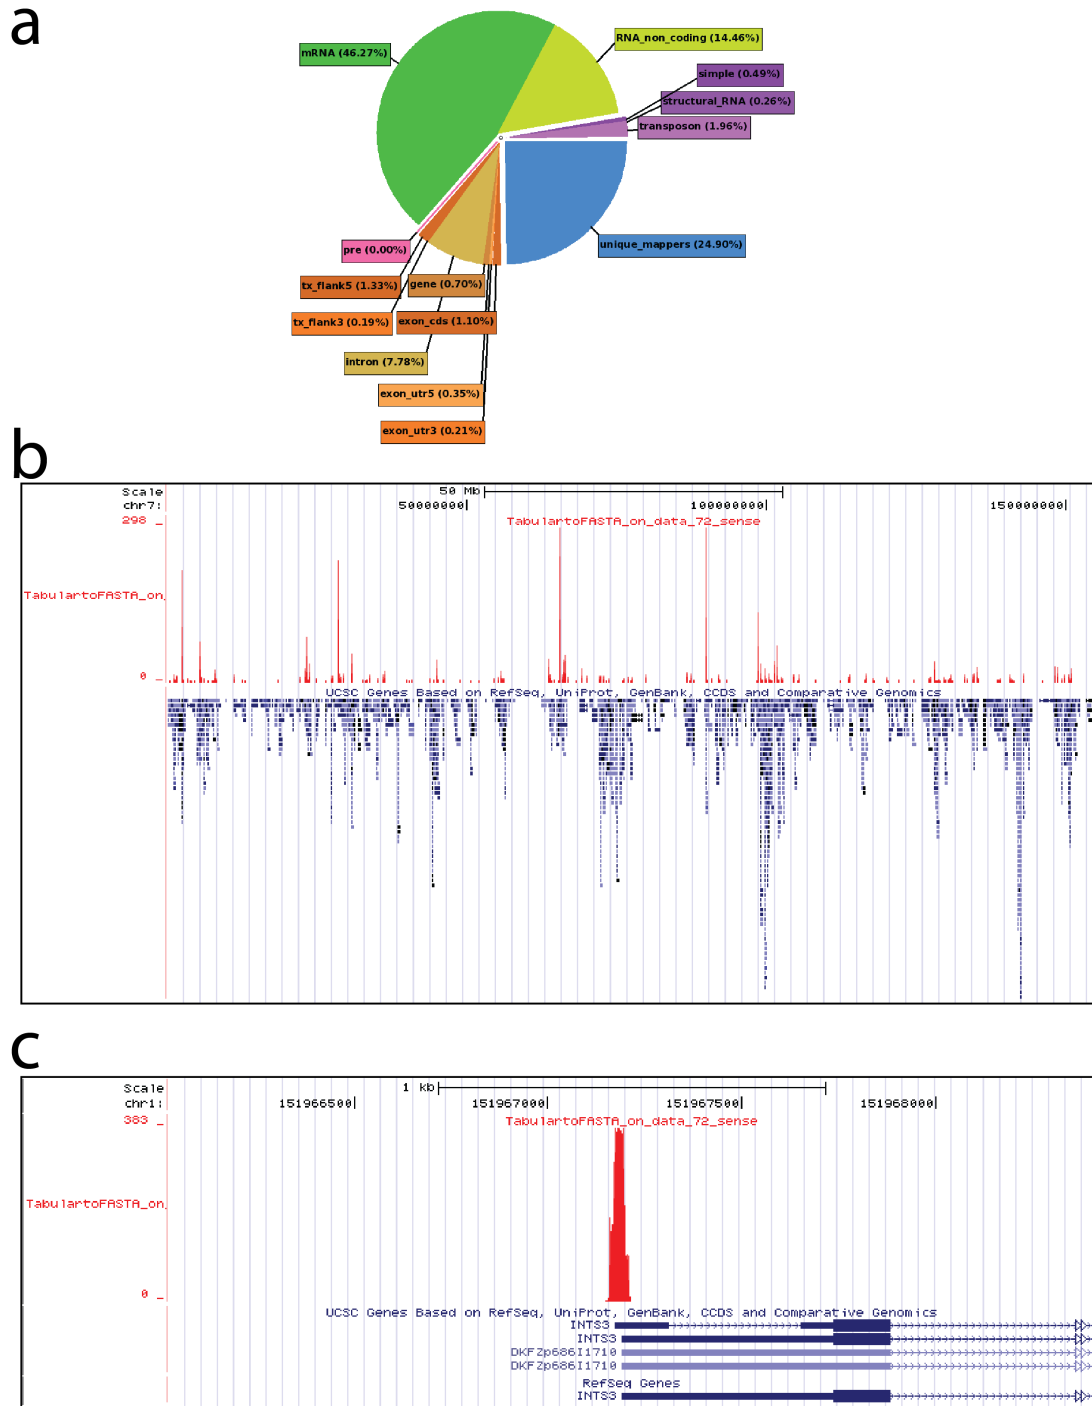 a
mRNA (46.27%)
RNA_non_coding (14.46%)
simple (0.49%)
structural_RNA (0.26%)
transposon (1.96%)
unique_mappers (24.90%)
pre (0.00%)
tx_flank5 (1.33%)
gene (0.70%)
tx_flank3 (0.19%)
exon_cds (1.10%)
intron (7.78%)
exon_utr5 (0.35%)
exon_utr3 (0.21%)
b
Scale 50 Mb
chr7: 50000000 100000000 150000000
298
TabulartoFASTA_on_data_72_sense
TabulartoFASTA_on
0
UCSC Genes Based on RefSeq, UniProt, GenBank, CCDS and Comparative Genomics
c
Scale 1 kb
chr1: 151966500 151967000 151967500 151968000
383
TabulartoFASTA_on_data_72_sense
TabulartoFASTA_on
0
UCSC Genes Based on RefSeq, UniProt, GenBank, CCDS and Comparative Genomics
INTS3
INTS3
DKFZp686I1710
DKFZp686I1710
RefSeq Genes
INTS3